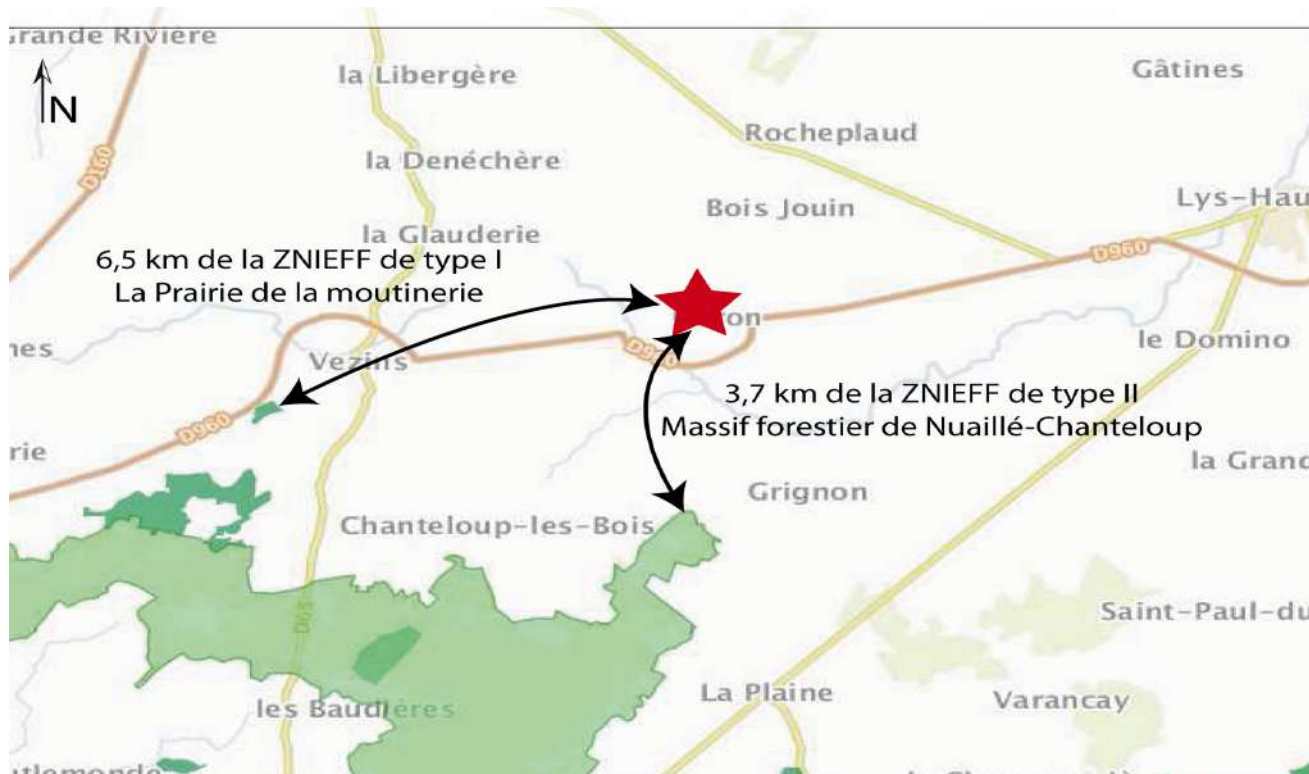 Grande Rivière
N
la Libergère
Gâtines
D160
la Denéchère
Rocheplaud
Bois Jouin
Lys-Hau
la Glauderie
D960
6,5 km de la ZNIEFF de type I
La Prairie de la moutinerie
ron
nes
Vezins
le Domino
3,7 km de la ZNIEFF de type II
Massif forestier de Nuaillé-Chanteloup
D960
rie
la Grand
Grignon
Chanteloup-les-Bois
Saint-Paul-du
La Plaine
Varancay
les Baudières